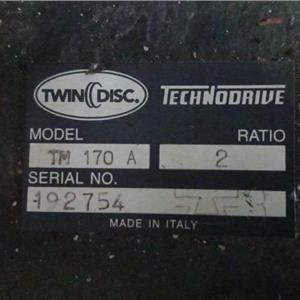 TWIN DISC. TECHNODRIVE
MODEL RATIO
TM 170 A 2
SERIAL NO.
192754
MADE IN ITALY